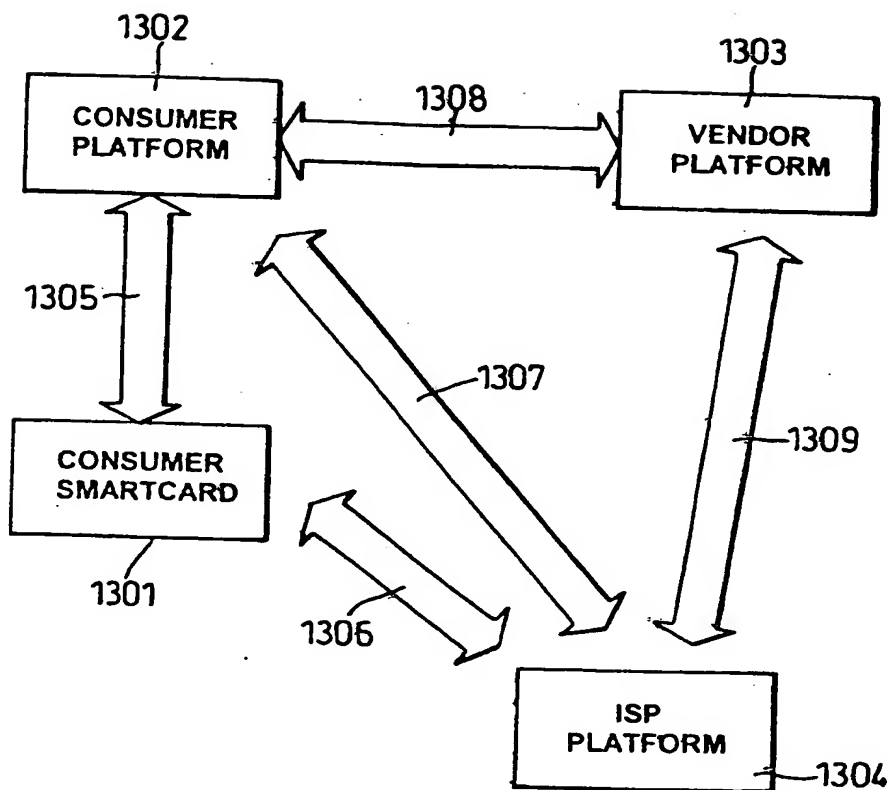 1302
1303
1308
CONSUMER
PLATFORM
VENDOR
PLATFORM
1305
1307
1309
CONSUMER
SMARTCARD
1301
1306
ISP
PLATFORM
1304